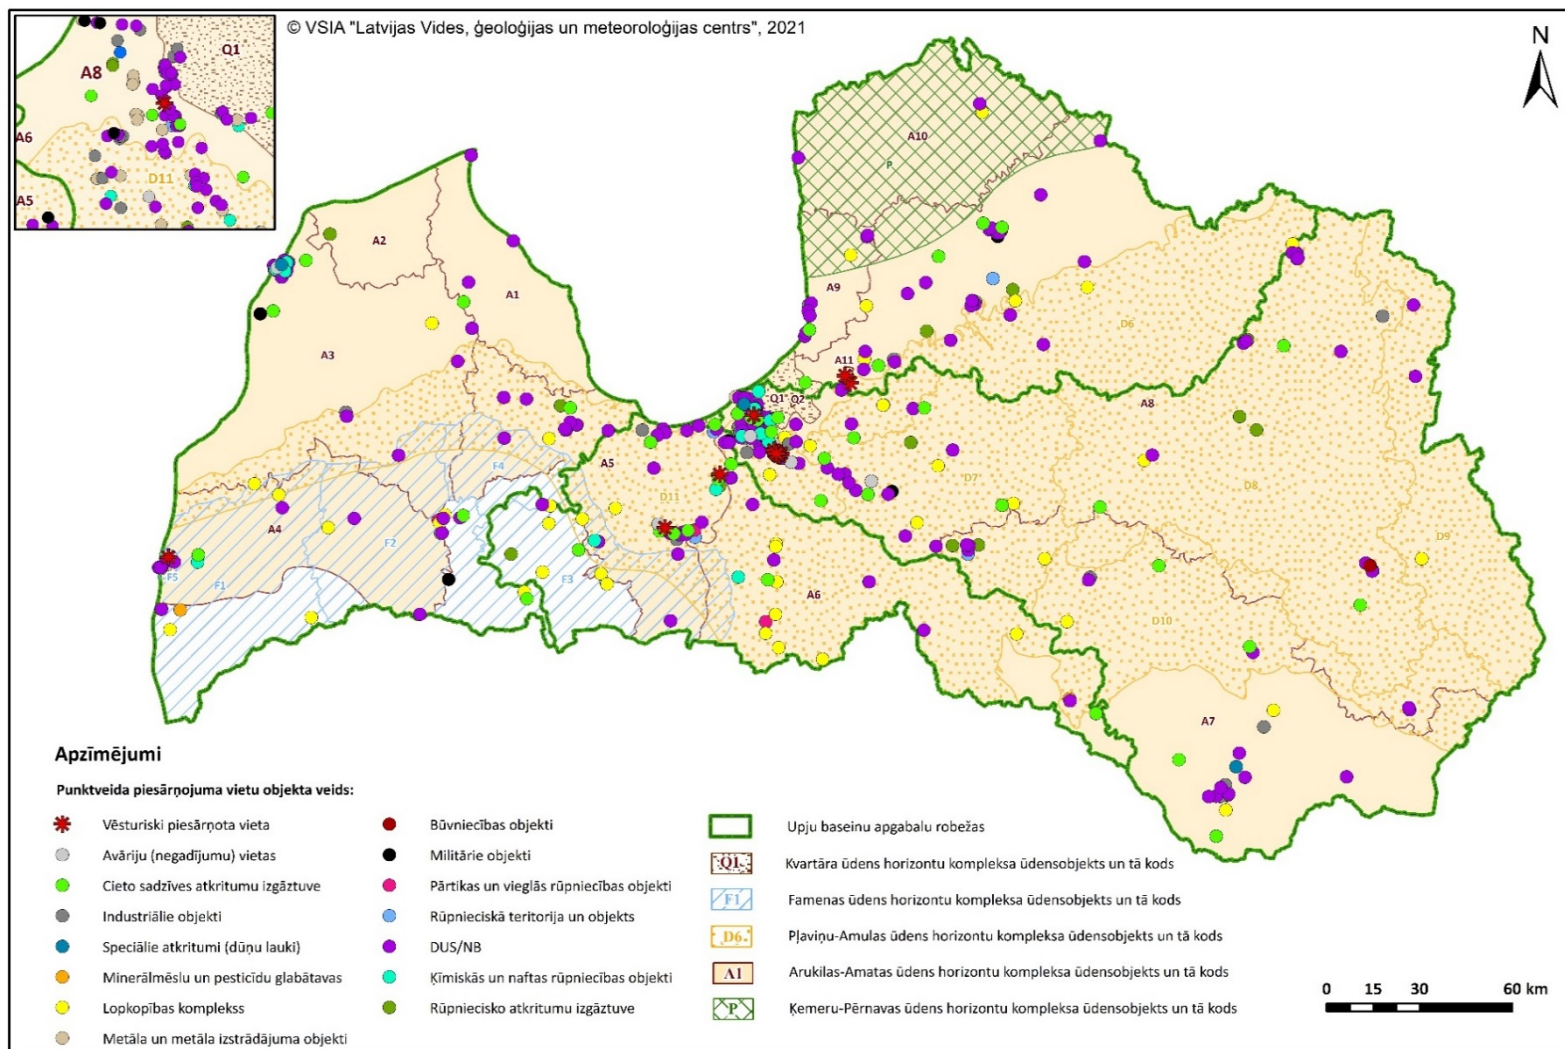 © VSIA "Latvijas Vides, ģeoloģijas un meteoroloģijas centrs", 2021
N
Q1
A8
A6
D11
A5
A10
P
A2
A1
A9
D6
A3
A11
Q1 Q2
A8
F4
A5
D11
D7
D8
A4
F2
D9
F5
F1
F3
A6
D10
A7
Apzīmējumi
Punktveida piesārņojuma vietu objekta veids:
Vēsturiski piesārņota vieta
Avāriju (negadījumu) vietas
Cieto sadzīves atkritumu izgāztuve
Industriālie objekti
Speciālie atkritumi (dūņu lauki)
Minerālmēslu un pesticīdu glabātavas
Lopkopības komplekss
Metāla un metāla izstrādājuma objekti
Būvniecības objekti
Militārie objekti
Pārtikas un vieglās rūpniecības objekti
Rūpnieciskā teritorija un objekts
DUS/NB
Ķīmiskās un naftas rūpniecības objekti
Rūpniecisko atkritumu izgāztuve
Upju baseinu apgabalu robežas
Q1 Kvartāra ūdens horizontu kompleksa ūdensobjekts un tā kods
F1 Famenas ūdens horizontu kompleksa ūdensobjekts un tā kods
D6 Pļaviņu-Amulas ūdens horizontu kompleksa ūdensobjekts un tā kods
A1 Arukilas-Amatas ūdens horizontu kompleksa ūdensobjekts un tā kods
P Ķemeru-Pērnavas ūdens horizontu kompleksa ūdensobjekts un tā kods
0 15 30 60 km